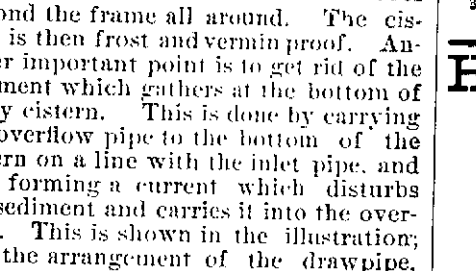 ond the frame all around. The cis-
is then frost and vermin proof. An-
er important point is to get rid of the
ment which gathers at the bottom of
y cistern. This is done by carrying
overflow pipe to the bottom of the
ern on a line with the inlet pipe, and
forming a current which disturbs
sediment and carries it into the over-
. This is shown in the illustration;
the arrangement of the drawpipe,